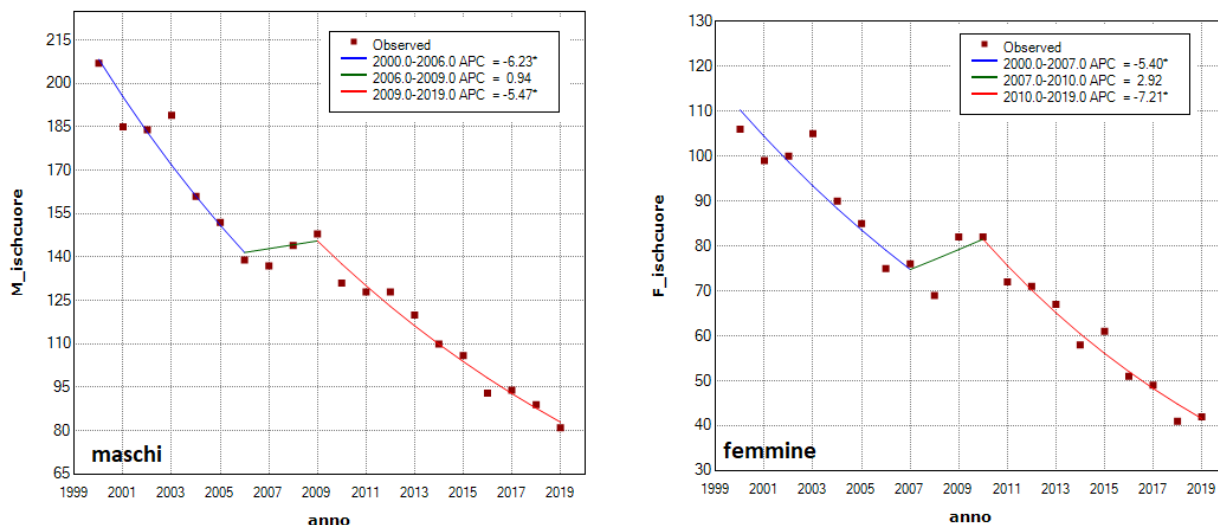 Observed
2000.0-2006.0 APC = -6.23*
2006.0-2009.0 APC = 0.94
2009.0-2019.0 APC = -5.47*
215
200
185
170
155
140
125
110
95
80
65
M_ischcuore
maschi
1999 2001 2003 2005 2007 2009 2011 2013 2015 2017 2019
anno
Observed
2000.0-2007.0 APC = -5.40*
2007.0-2010.0 APC = 2.92
2010.0-2019.0 APC = -7.21*
130
120
110
100
90
80
70
60
50
40
30
F_ischcuore
femmine
1999 2001 2003 2005 2007 2009 2011 2013 2015 2017 2019
anno